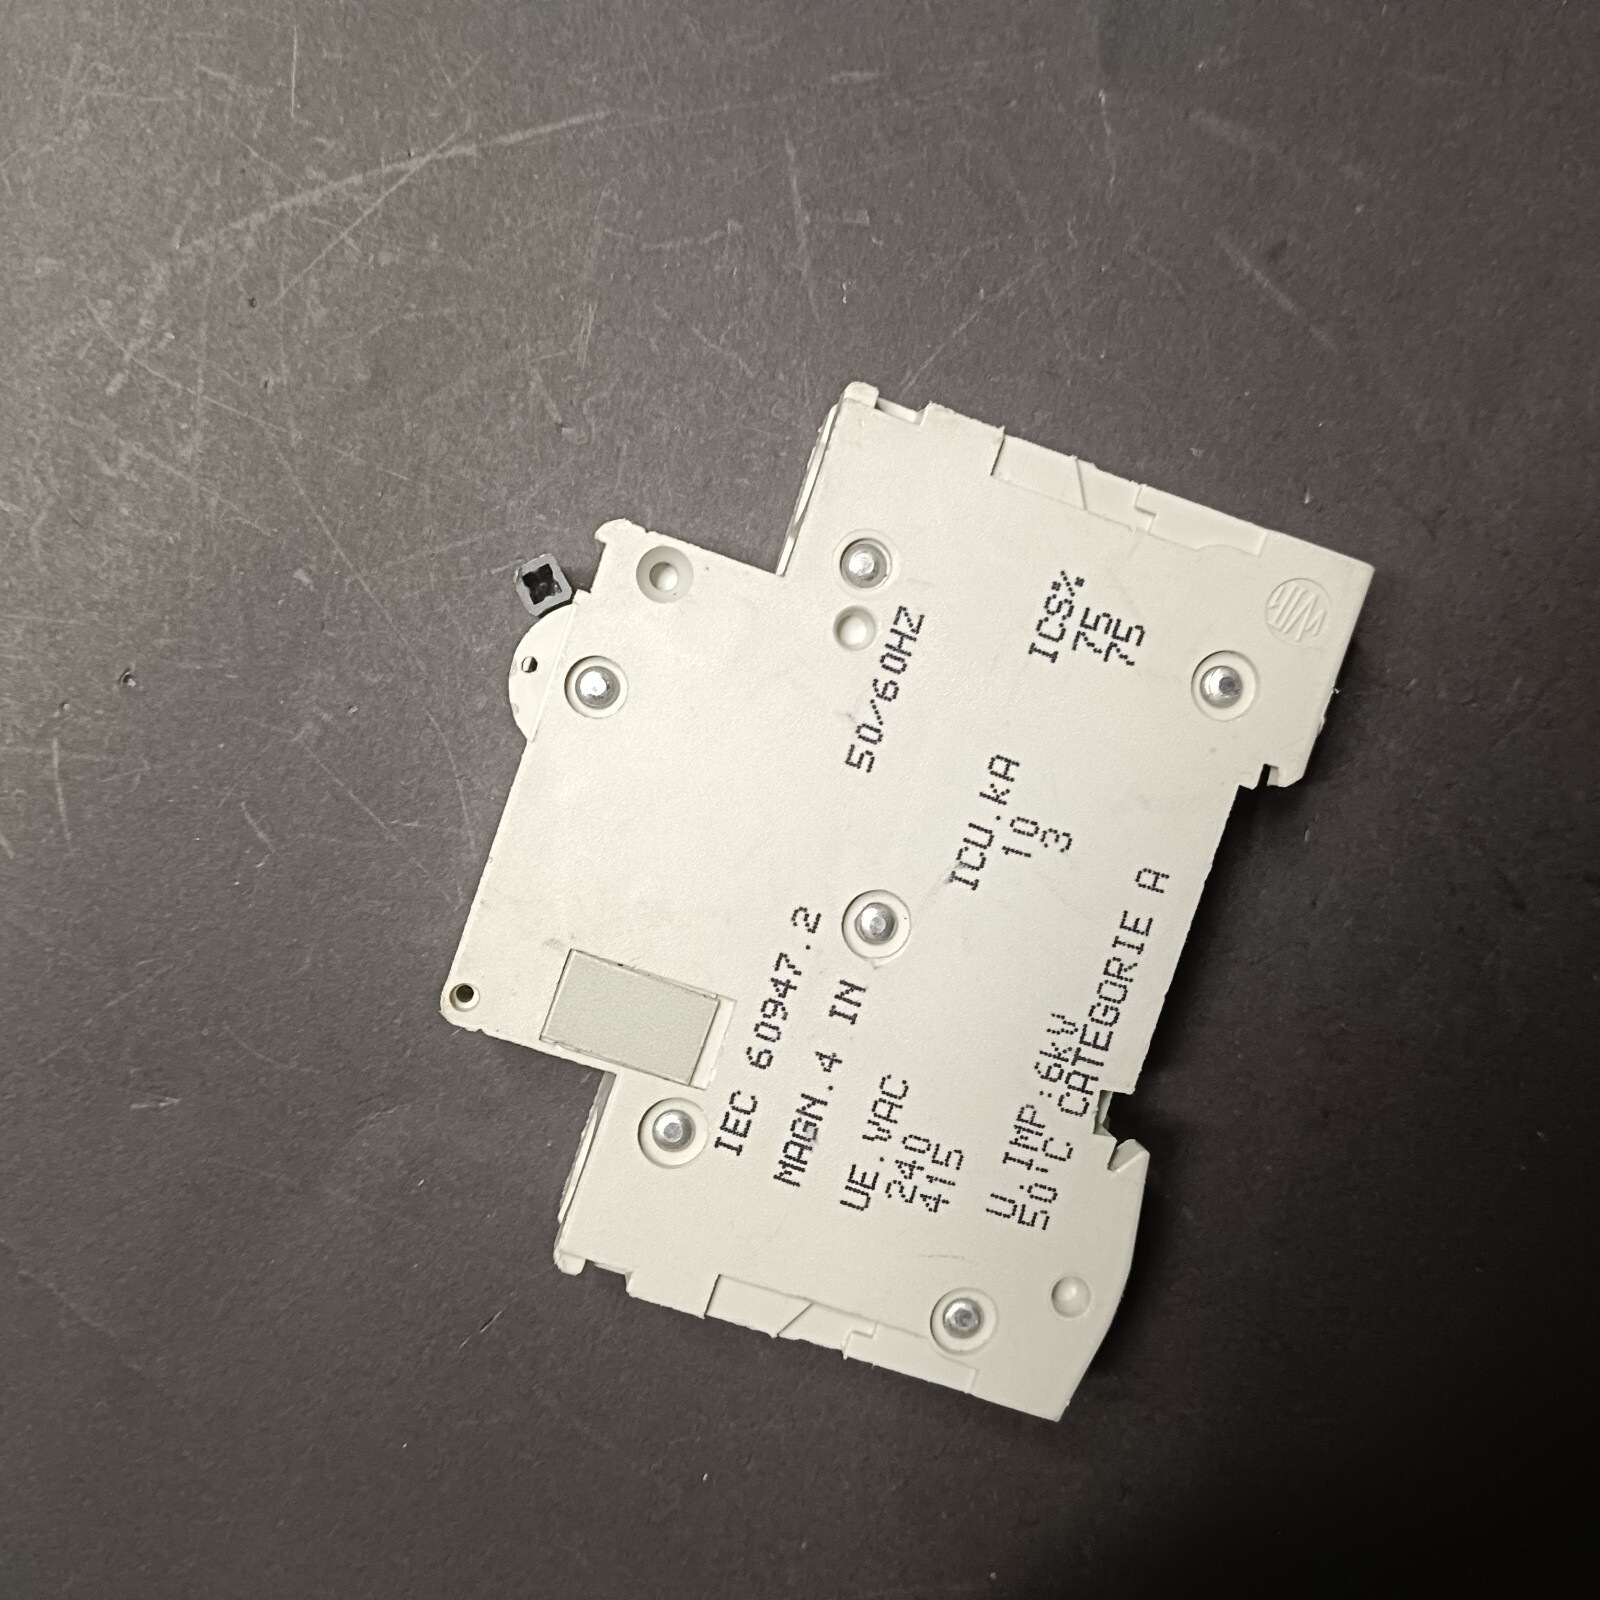 IEC 60947.2 50/60HZ
MAGN.4 IN
UE.VAC ICU.kA ICS%
240 10 75
415 3 75
U.IMP:6kV
50°C CATEGORIE A